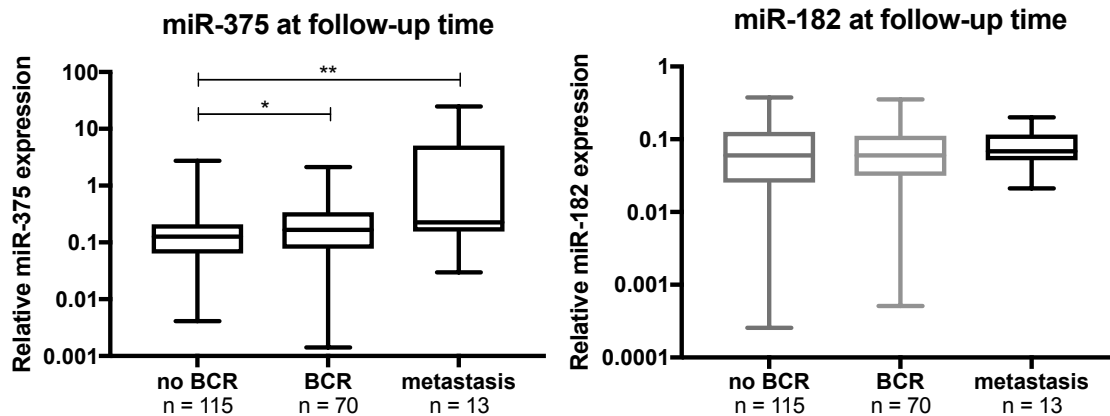 miR-375 at follow-up time
Relative miR-375 expression
100
10
1
0.1
0.01
0.001
**
*
no BCR BCR metastasis
n = 115 n = 70 n = 13
miR-182 at follow-up time
Relative miR-182 expression
1
0.1
0.01
0.001
0.0001
no BCR BCR metastasis
n = 115 n = 70 n = 13